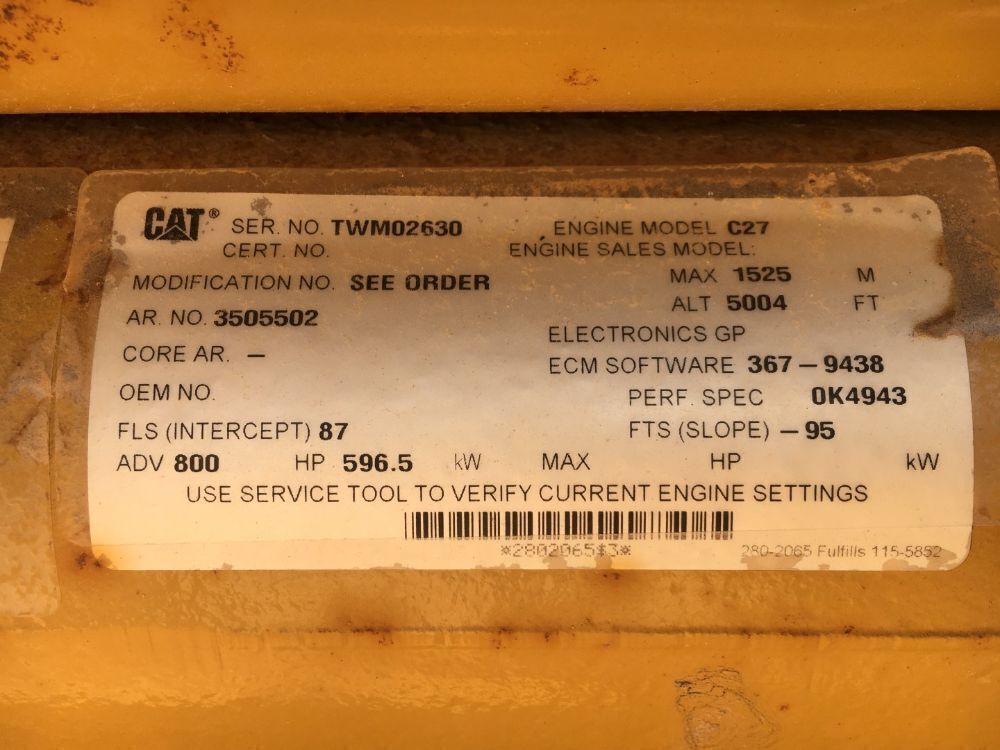 CAT® SER. NO. TWM02630 ENGINE MODEL C27
CERT. NO. ENGINE SALES MODEL:
MODIFICATION NO. SEE ORDER MAX 1525 M
AR. NO. 3505502 ALT 5004 FT
ELECTRONICS GP
CORE AR. – ECM SOFTWARE 367 – 9438
OEM NO. PERF. SPEC 0K4943
FLS (INTERCEPT) 87 FTS (SLOPE) – 95
ADV 800 HP 596.5 kW MAX HP kW
USE SERVICE TOOL TO VERIFY CURRENT ENGINE SETTINGS
*2802065$3* 280-2065 Fulfills 115-5852